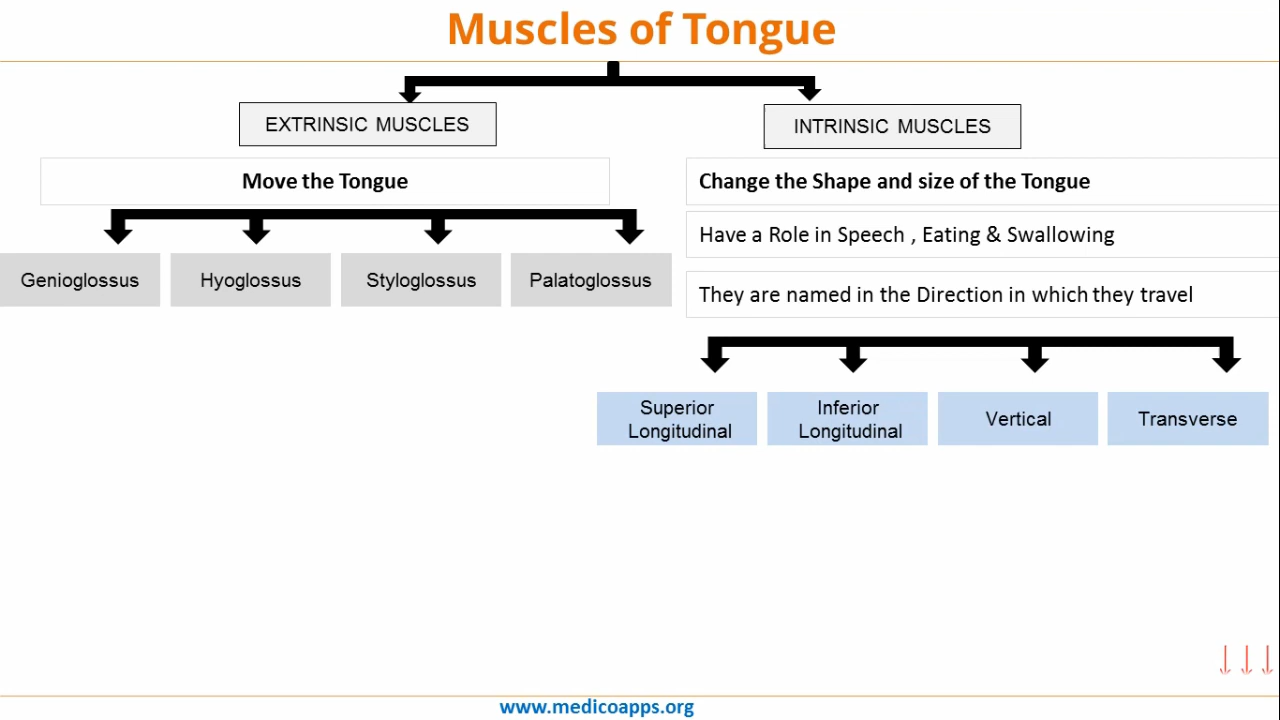 Muscles of Tongue
EXTRINSIC MUSCLES
Move the Tongue
Genioglossus
Hyoglossus
Styloglossus
Palatoglossus
INTRINSIC MUSCLES
Change the Shape and size of the Tongue
Have a Role in Speech , Eating & Swallowing
They are named in the Direction in which they travel
Superior
Longitudinal
Inferior
Longitudinal
Vertical
Transverse
www.medicoapps.org